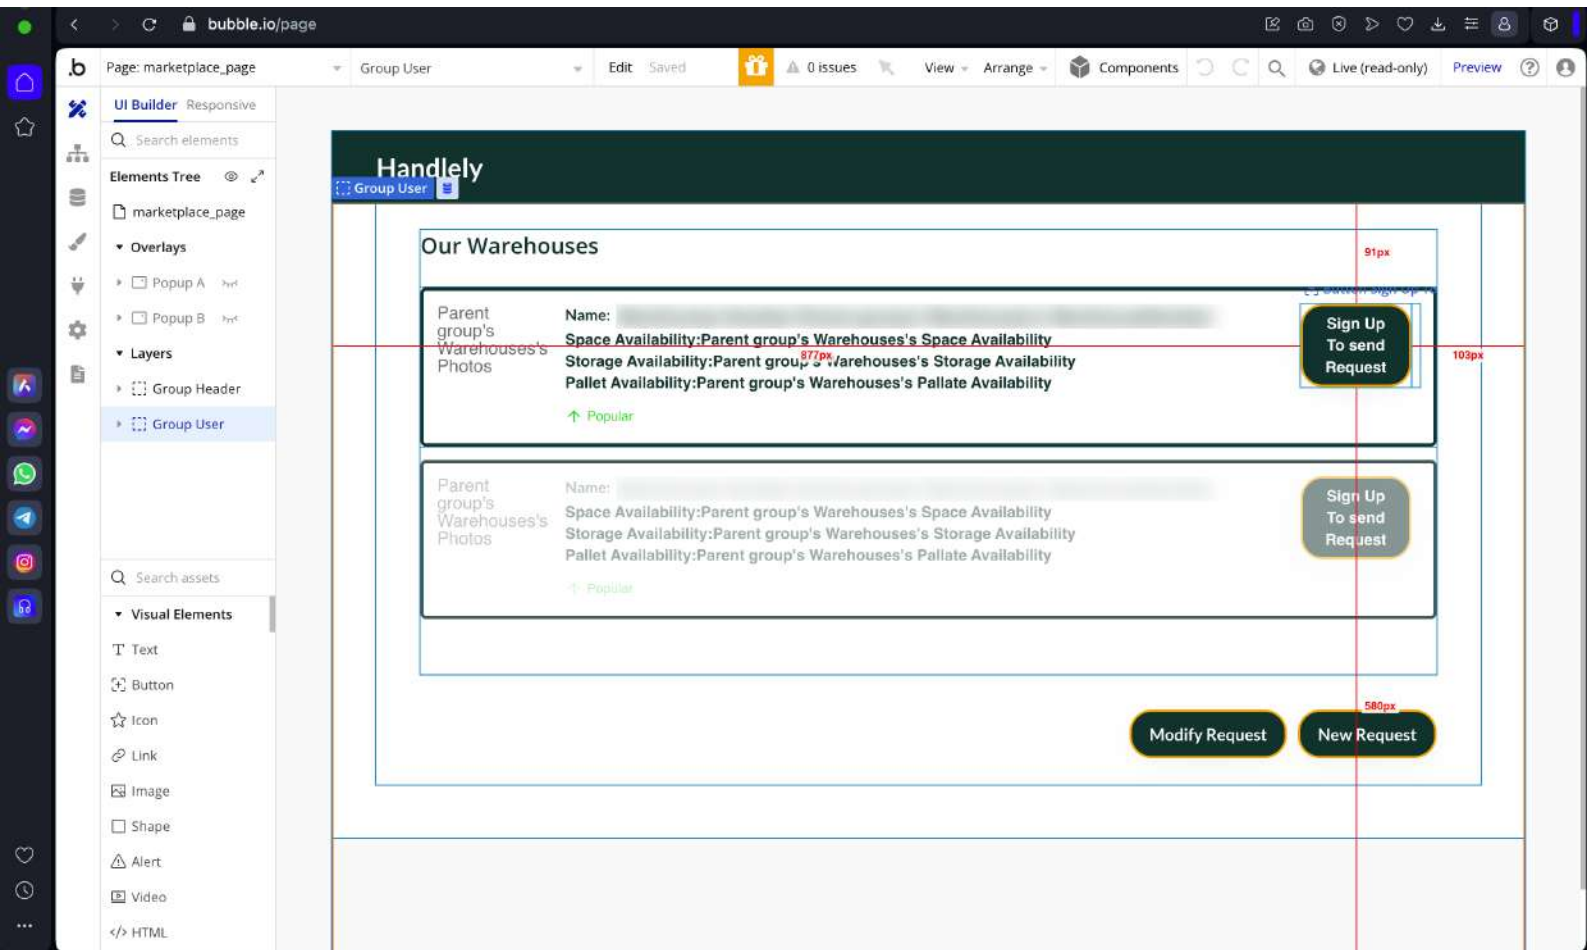 bubble.io/page
.b
Page: marketplace_page
Group User
Edit
Saved
0 issues
View
Arrange
Components
Live (read-only)
Preview
?
UI Builder
Responsive
Search elements
Elements Tree
marketplace_page
Overlays
Popup A
Popup B
Layers
Group Header
Group User
Search assets
Visual Elements
T Text
Button
Icon
Link
Image
Shape
Alert
Video
</> HTML
Handlely
Group User
Our Warehouses
91px
Parent
group's
Warehouses's
Photos
Name:
Space Availability:Parent group's Warehouses's Space Availability
Storage Availability:Parent group's Warehouses's Storage Availability
Pallet Availability:Parent group's Warehouses's Pallate Availability
Popular
877px
Button Sign Up
Sign Up
To send
Request
103px
Parent
group's
Warehouses's
Photos
Name:
Space Availability:Parent group's Warehouses's Space Availability
Storage Availability:Parent group's Warehouses's Storage Availability
Pallet Availability:Parent group's Warehouses's Pallate Availability
Popular
Sign Up
To send
Request
580px
Modify Request
New Request